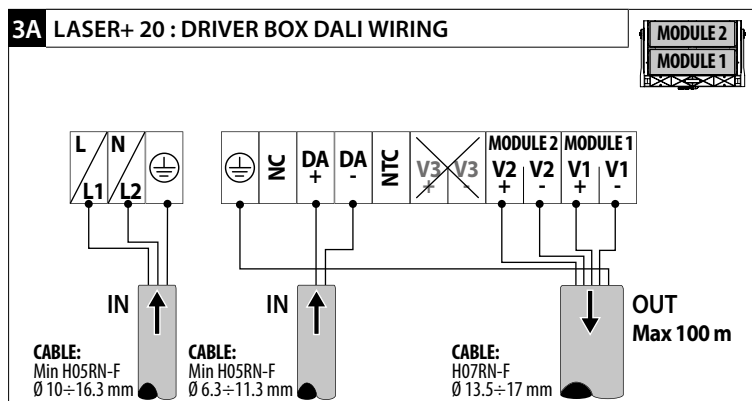 3A LASER+ 20 : DRIVER BOX DALI WIRING
MODULE 2
MODULE 1
L N
L1 L2
NC DA + DA - NTC V3 + V3 -
MODULE 2 MODULE 1
V2 + V2 - V1 + V1 -
IN
IN
OUT
Max 100 m
CABLE:
Min H05RN-F
Ø 10÷16.3 mm
CABLE:
Min H05RN-F
Ø 6.3÷11.3 mm
CABLE:
H07RN-F
Ø 13.5÷17 mm